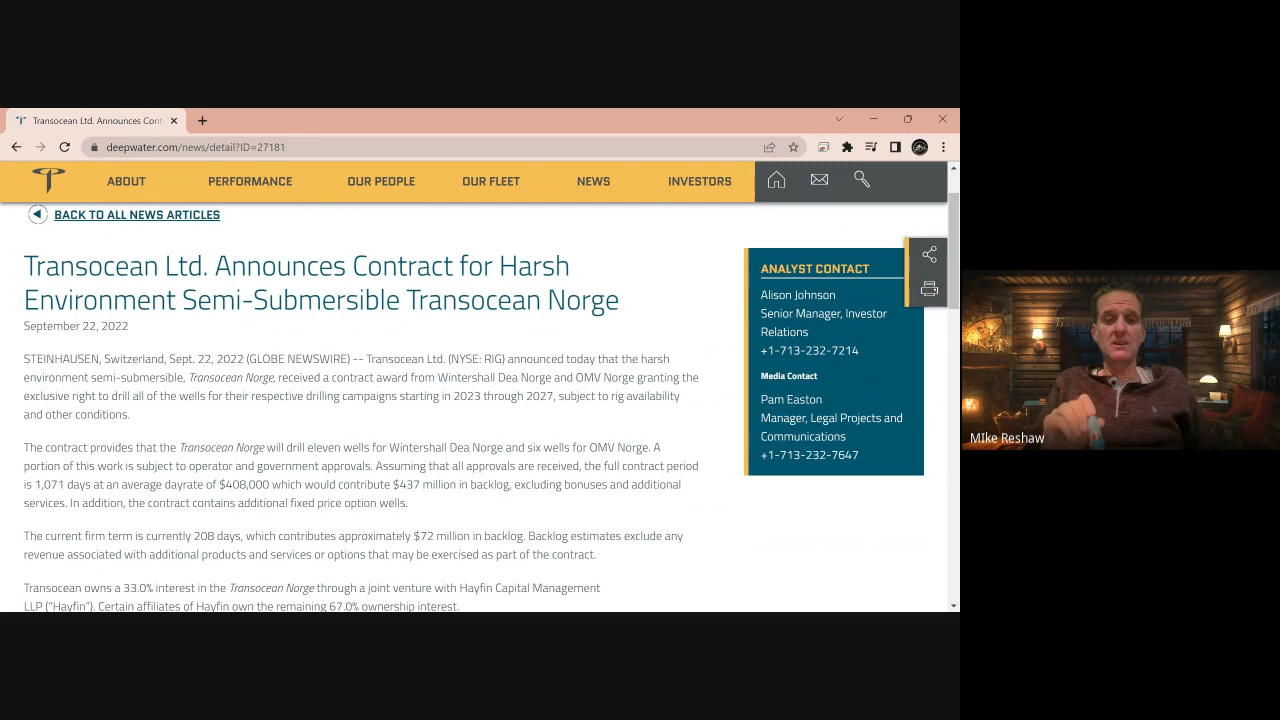 Transocean Ltd. Announces Cont
deepwater.com/news/detail?ID=27181
ABOUT
PERFORMANCE
OUR PEOPLE
OUR FLEET
NEWS
INVESTORS
BACK TO ALL NEWS ARTICLES
Transocean Ltd. Announces Contract for Harsh
Environment Semi-Submersible Transocean Norge
September 22, 2022
STEINHAUSEN, Switzerland, Sept. 22, 2022 (GLOBE NEWSWIRE) -- Transocean Ltd. (NYSE: RIG) announced today that the harsh
environment semi-submersible, Transocean Norge, received a contract award from Wintershall Dea Norge and OMV Norge granting the
exclusive right to drill all of the wells for their respective drilling campaigns starting in 2023 through 2027, subject to rig availability
and other conditions.
The contract provides that the Transocean Norge will drill eleven wells for Wintershall Dea Norge and six wells for OMV Norge. A
portion of this work is subject to operator and government approvals. Assuming that all approvals are received, the full contract period
is 1,071 days at an average dayrate of $408,000 which would contribute $437 million in backlog, excluding bonuses and additional
services. In addition, the contract contains additional fixed price option wells.
The current firm term is currently 208 days, which contributes approximately $72 million in backlog. Backlog estimates exclude any
revenue associated with additional products and services or options that may be exercised as part of the contract.
Transocean owns a 33.0% interest in the Transocean Norge through a joint venture with Hayfin Capital Management
LLP ("Hayfin"). Certain affiliates of Hayfin own the remaining 67.0% ownership interest.
ANALYST CONTACT
Alison Johnson
Senior Manager, Investor
Relations
+1-713-232-7214
Media Contact
Pam Easton
Manager, Legal Projects and
Communications
+1-713-232-7647
MIke Reshaw